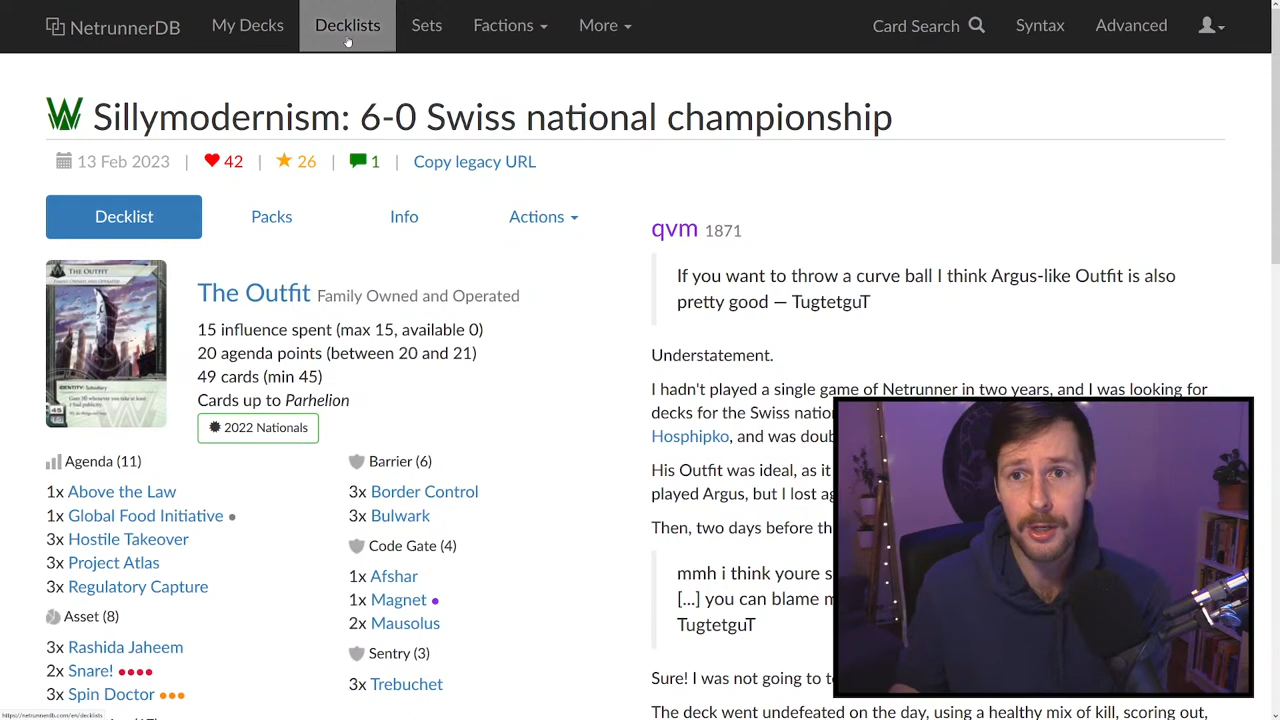 NetrunnerDB My Decks Decklists Sets Factions More Card Search Syntax Advanced
Sillymodernism: 6-0 Swiss national championship
13 Feb 2023 | 42 | 26 | 1 | Copy legacy URL
Decklist Packs Info Actions
THE OUTFIT
IDENTITY: Subsidiary
45
The Outfit Family Owned and Operated
15 influence spent (max 15, available 0)
20 agenda points (between 20 and 21)
49 cards (min 45)
Cards up to Parhelion
2022 Nationals
Agenda (11)
1x Above the Law
1x Global Food Initiative ●
3x Hostile Takeover
3x Project Atlas
3x Regulatory Capture
Asset (8)
3x Rashida Jaheem
2x Snare! ●●●●
3x Spin Doctor ●●●
Barrier (6)
3x Border Control
3x Bulwark
Code Gate (4)
1x Afshar
1x Magnet ●
2x Mausolus
Sentry (3)
3x Trebuchet
qvm 1871
If you want to throw a curve ball I think Argus-like Outfit is also
pretty good — TugtetguT
Understatement.
I hadn't played a single game of Netrunner in two years, and I was looking for
decks for the Swiss natio
Hosphipko, and was doub
His Outfit was ideal, as it
played Argus, but I lost ag
Then, two days before th
mmh i think youre s
[...] you can blame m
TugtetguT
Sure! I was not going to t
The deck went undefeated on the day, using a healthy mix of kill, scoring out,
https://netrunnerdb.com/en/decklists